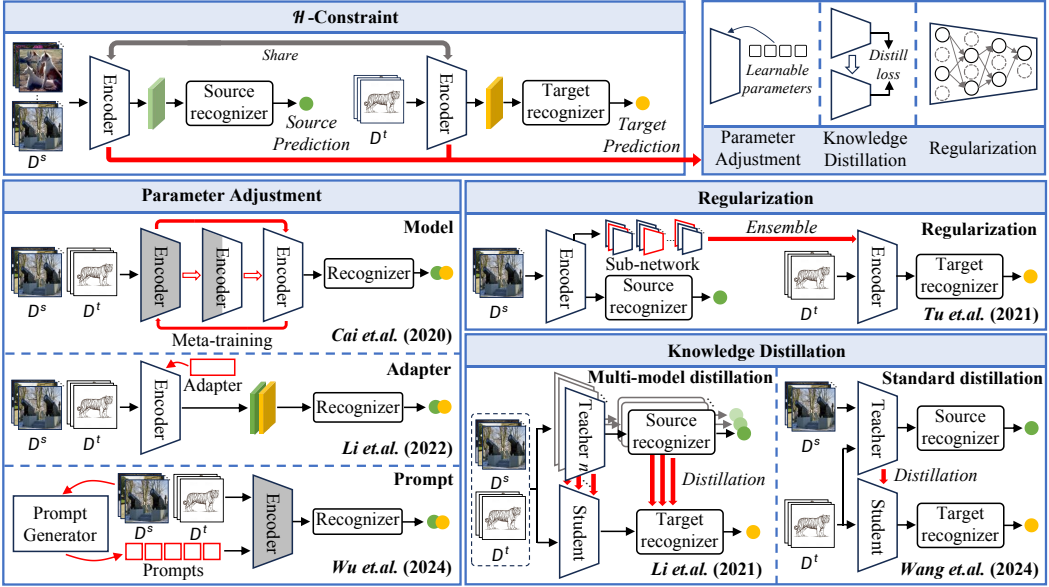 ℋ-Constraint
Share
Encoder
Source
recognizer
Source
Prediction
Dˢ
Dᵗ
Encoder
Target
recognizer
Target
Prediction
Learnable
parameters
Distill
loss
Parameter
Adjustment
Knowledge
Distillation
Regularization
Parameter Adjustment
Model
Encoder
Encoder
Encoder
Recognizer
Dˢ
Dᵗ
Meta-training
Cai et.al. (2020)
Adapter
Encoder
Adapter
Recognizer
Dˢ
Dᵗ
Li et.al. (2022)
Prompt
Prompt
Generator
Dˢ
Dᵗ
Encoder
Recognizer
Prompts
Wu et.al. (2024)
Regularization
Ensemble
Regularization
Encoder
Sub-network
Source
recognizer
Dˢ
Dᵗ
Encoder
Target
recognizer
Tu et.al. (2021)
Knowledge Distillation
Multi-model distillation
Teacher n
Source
recognizer
Dˢ
Distillation
Dᵗ
Student
Target
recognizer
Li et.al. (2021)
Standard distillation
Teacher
Source
recognizer
Dˢ
Distillation
Dᵗ
Student
Target
recognizer
Wang et.al. (2024)